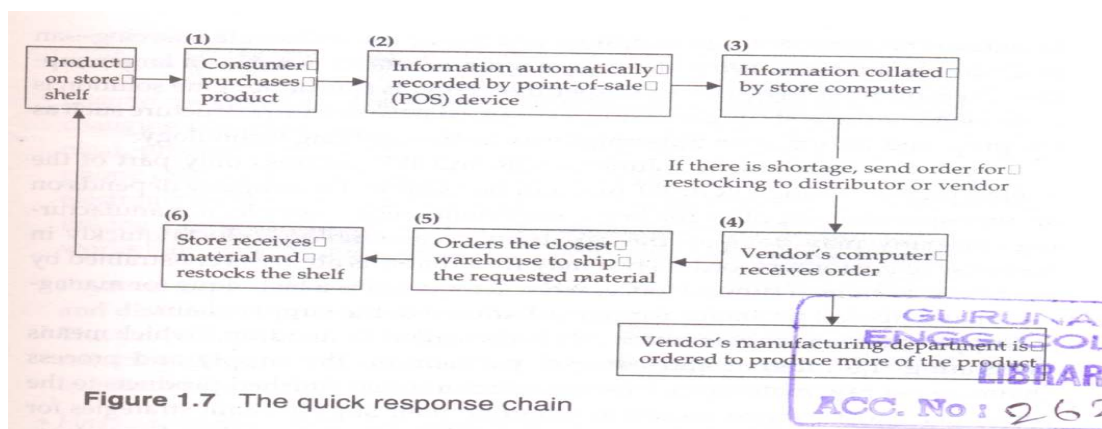 Product
on store
shelf
(1)
Consumer
purchases
product
(2)
Information automatically
recorded by point-of-sale
(POS) device
(3)
Information collated
by store computer
If there is shortage, send order for
restocking to distributor or vendor
(4)
Vendor's computer
receives order
(5)
Orders the closest
warehouse to ship
the requested material
(6)
Store receives
material and
restocks the shelf
Vendor's manufacturing department is
ordered to produce more of the product
Figure 1.7 The quick response chain
GURUNA
ENGG. COL
LIBRAR
ACC. No : 262